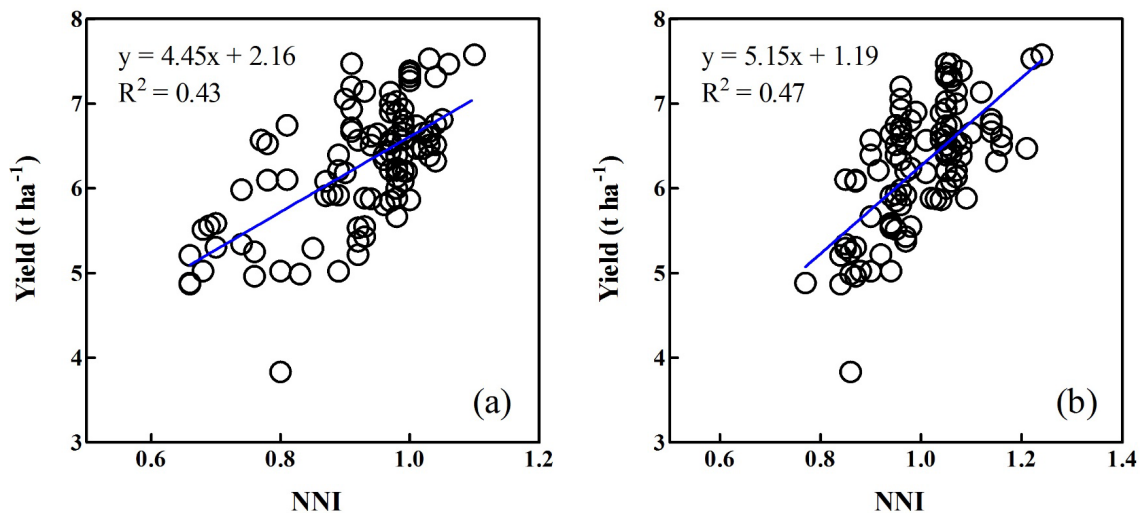 y = 4.45x + 2.16
R² = 0.43
8
7
6
5
4
3
Yield (t ha⁻¹)
(a)
0.6 0.8 1.0 1.2
NNI
y = 5.15x + 1.19
R² = 0.47
8
7
6
5
4
3
Yield (t ha⁻¹)
(b)
0.6 0.8 1.0 1.2 1.4
NNI